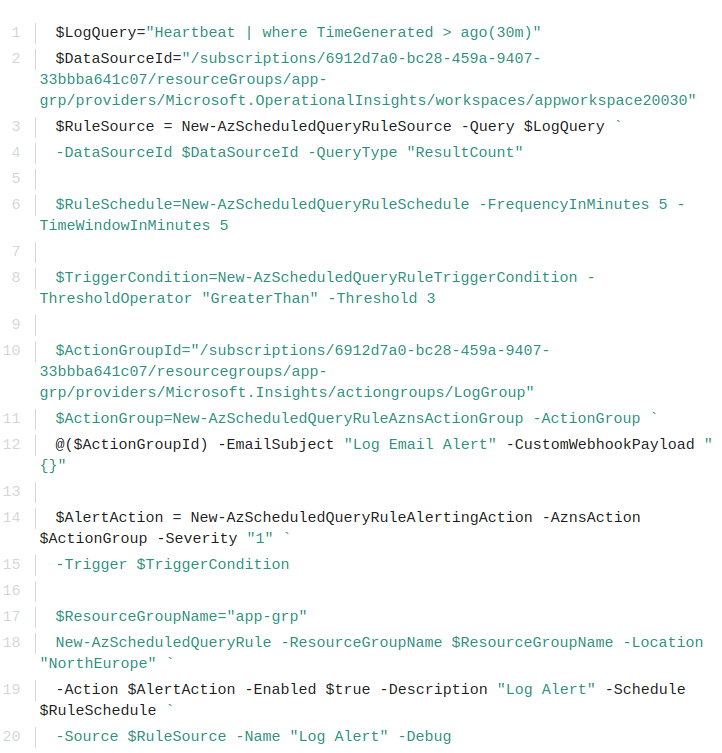 1 $LogQuery="Heartbeat | where TimeGenerated > ago(30m)"
2 $DataSourceId="/subscriptions/6912d7a0-bc28-459a-9407-
33bbba641c07/resourceGroups/app-
grp/providers/Microsoft.OperationalInsights/workspaces/appworkspace20030"
3 $RuleSource = New-AzScheduledQueryRuleSource -Query $LogQuery `
4 -DataSourceId $DataSourceId -QueryType "ResultCount"
5
6 $RuleSchedule=New-AzScheduledQueryRuleSchedule -FrequencyInMinutes 5 -
TimeWindowInMinutes 5
7
8 $TriggerCondition=New-AzScheduledQueryRuleTriggerCondition -
ThresholdOperator "GreaterThan" -Threshold 3
9
10 $ActionGroupId="/subscriptions/6912d7a0-bc28-459a-9407-
33bbba641c07/resourcegroups/app-
grp/providers/Microsoft.Insights/actiongroups/LogGroup"
11 $ActionGroup=New-AzScheduledQueryRuleAznsActionGroup -ActionGroup `
12 @($ActionGroupId) -EmailSubject "Log Email Alert" -CustomWebhookPayload "
{}"
13
14 $AlertAction = New-AzScheduledQueryRuleAlertingAction -AznsAction
$ActionGroup -Severity "1" `
15 -Trigger $TriggerCondition
16
17 $ResourceGroupName="app-grp"
18 New-AzScheduledQueryRule -ResourceGroupName $ResourceGroupName -Location
"NorthEurope" `
19 -Action $AlertAction -Enabled $true -Description "Log Alert" -Schedule
$RuleSchedule `
20 -Source $RuleSource -Name "Log Alert" -Debug